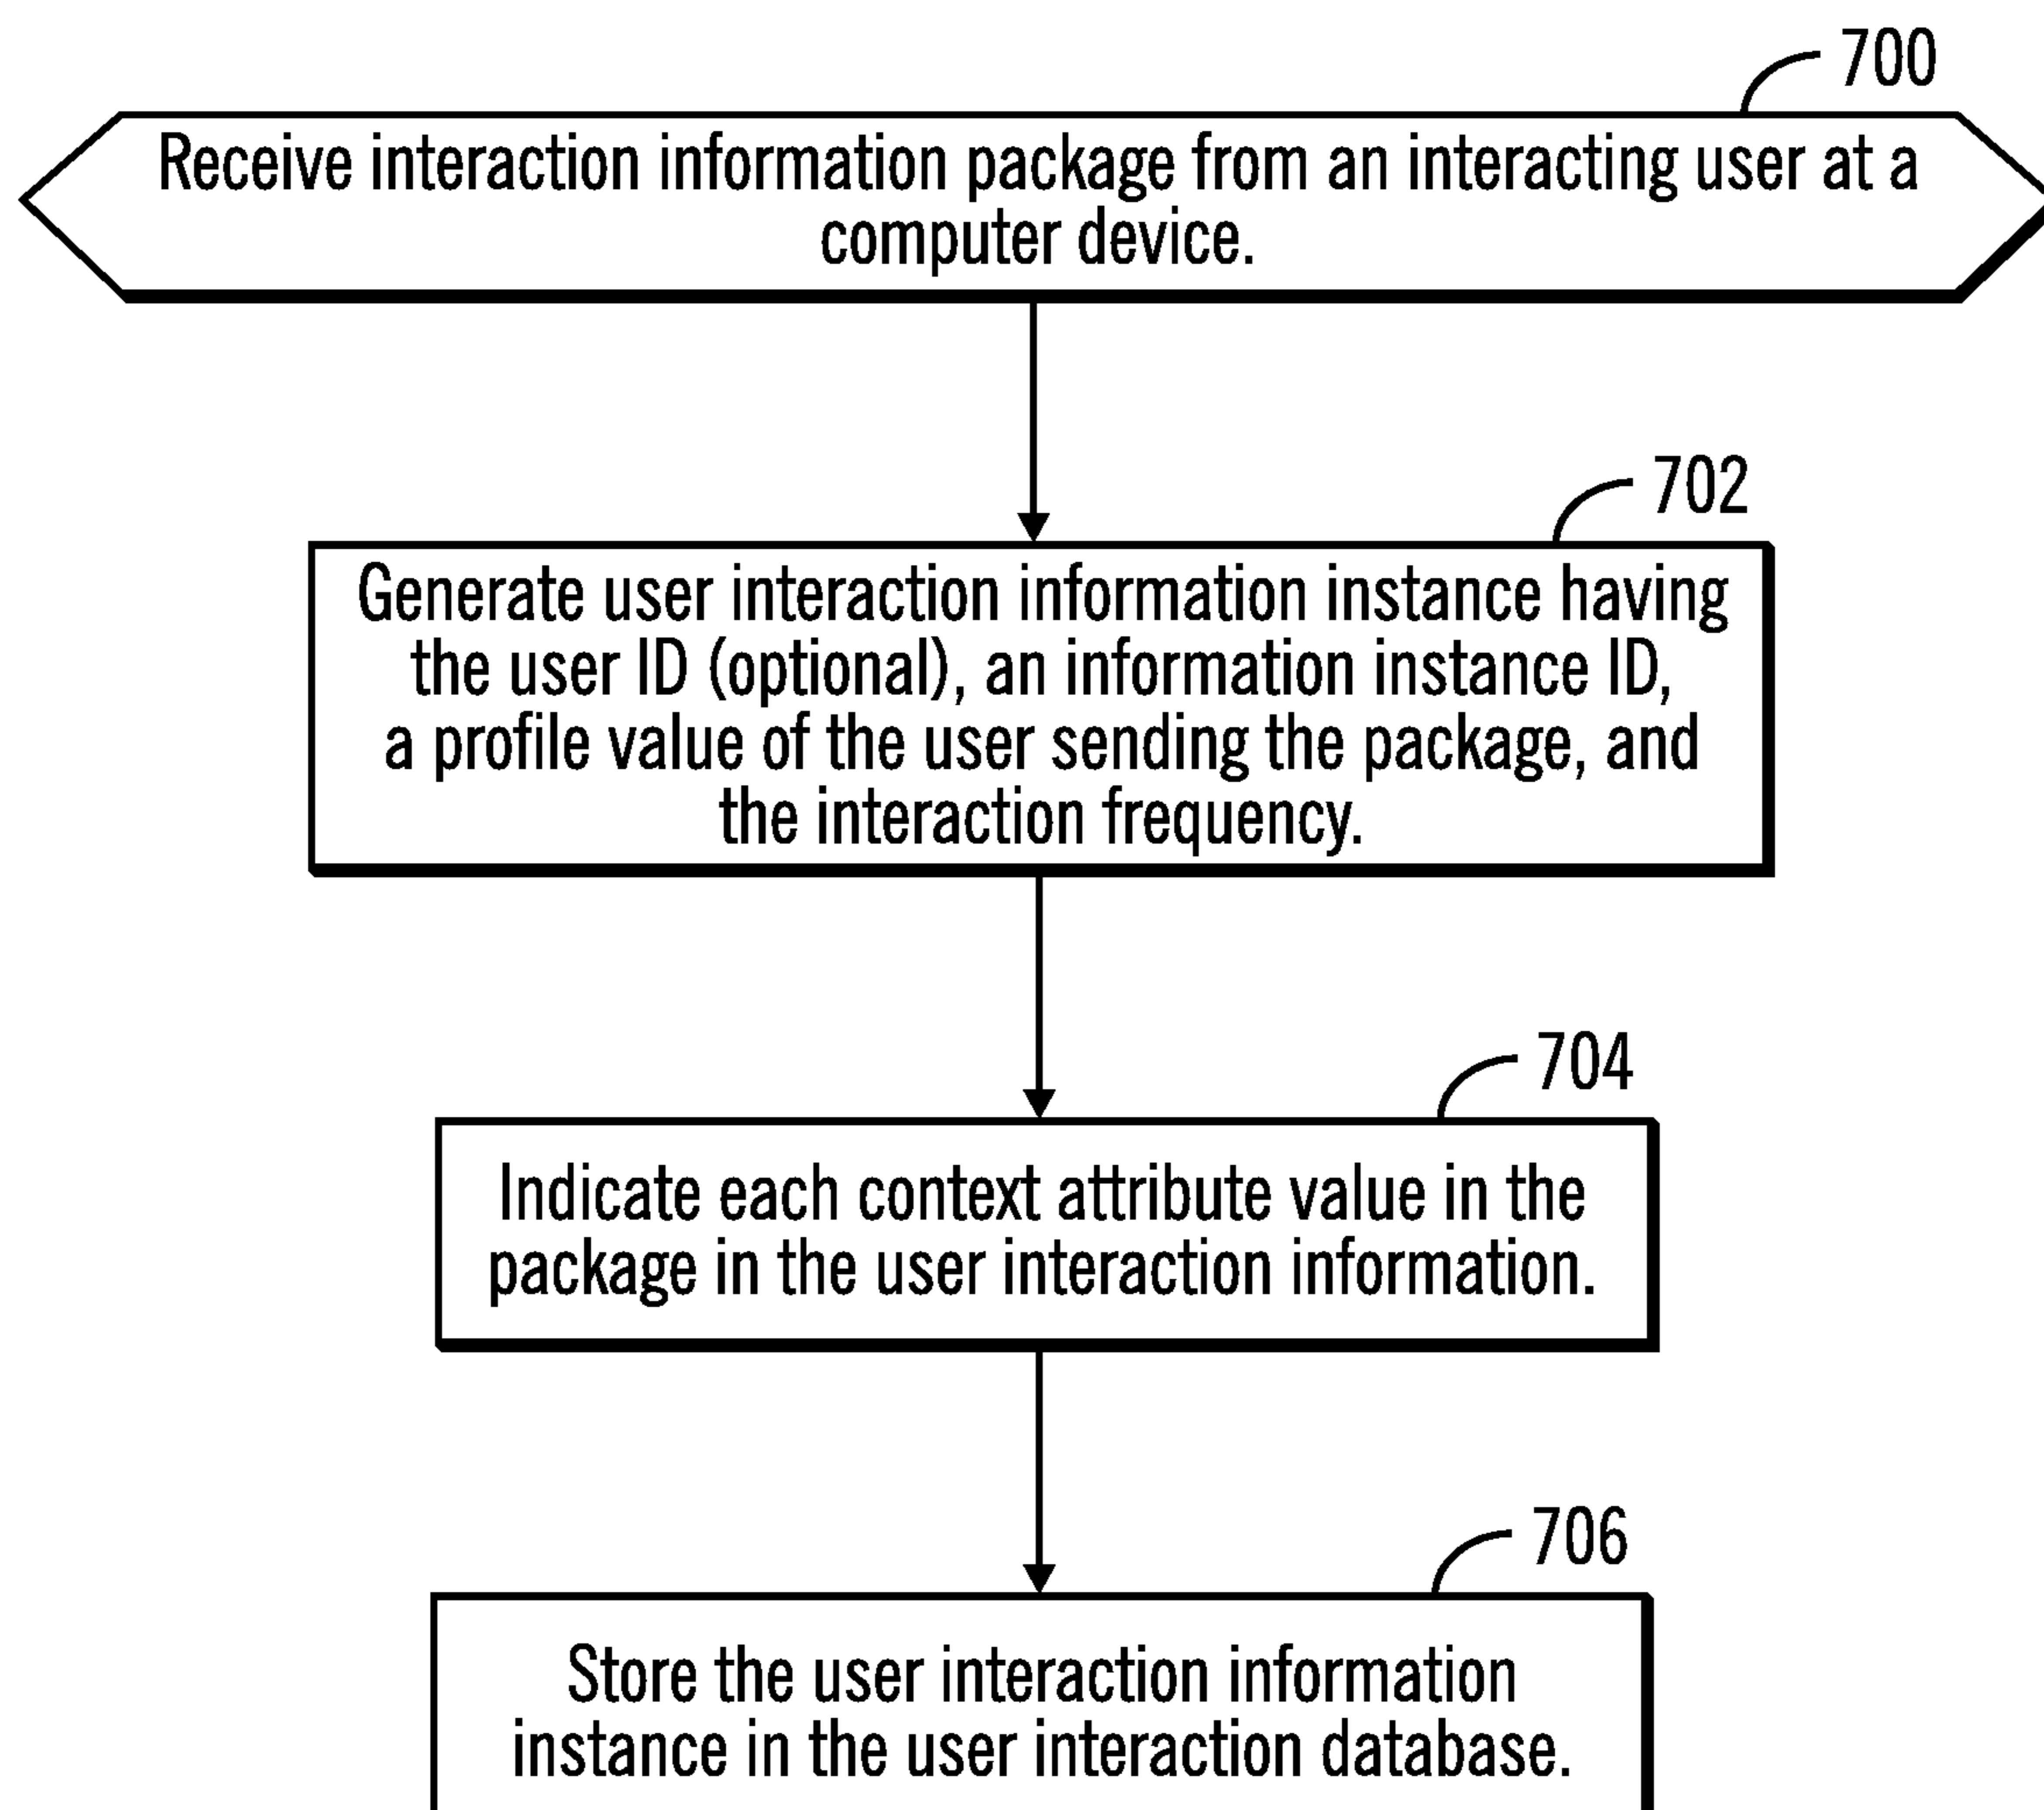 700
Receive interaction information package from an interacting user at a
computer device.
702
Generate user interaction information instance having
the user ID (optional), an information instance ID,
a profile value of the user sending the package, and
the interaction frequency.
704
Indicate each context attribute value in the
package in the user interaction information.
706
Store the user interaction information
instance in the user interaction database.